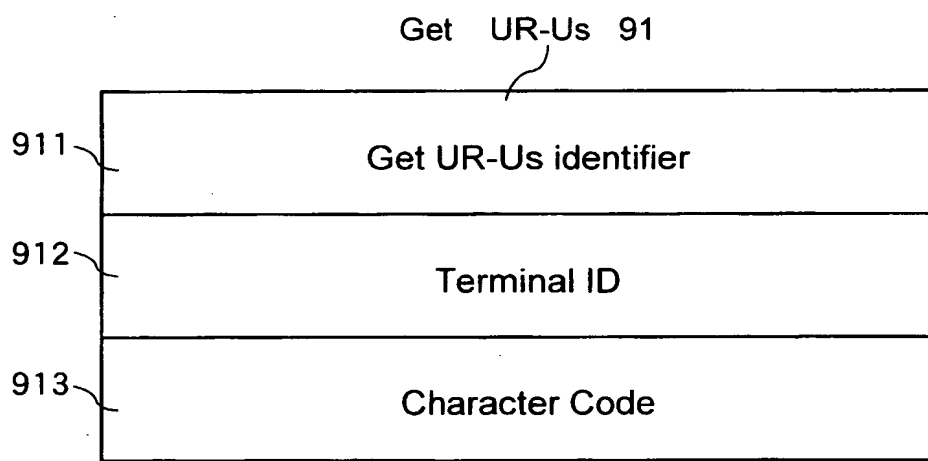 Get UR-Us 91
911
Get UR-Us identifier
912
Terminal ID
913
Character Code